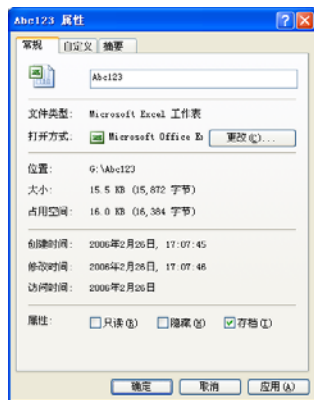 Abc123 属性
常规 自定义 摘要
Abc123
文件类型: Microsoft Excel 工作表
打开方式: Microsoft Office E 更改(C)...
位置: G:\Abc123
大小: 15.5 KB (15,872 字节)
占用空间: 16.0 KB (16,384 字节)
创建时间: 2006年2月26日, 17:07:45
修改时间: 2006年2月26日, 17:07:46
访问时间: 2006年2月26日
属性: 只读(R) 隐藏(H) 存档(I)
确定 取消 应用(A)